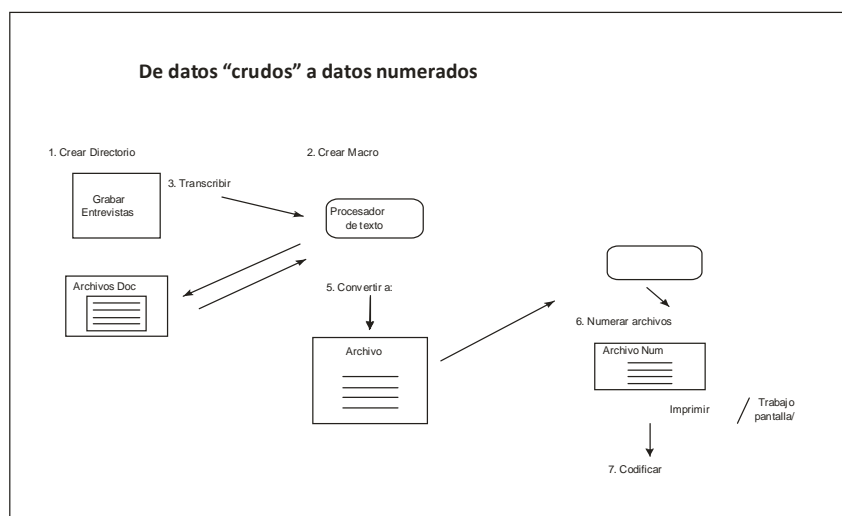 De datos “crudos” a datos numerados
1. Crear Directorio
2. Crear Macro
3. Transcribir
Grabar
Entrevistas
Procesador
de texto
Archivos Doc
5. Convertir a:
6. Numerar archivos
Archivo
Archivo Num
Imprimir
/ Trabajo
pantalla/
7. Codificar